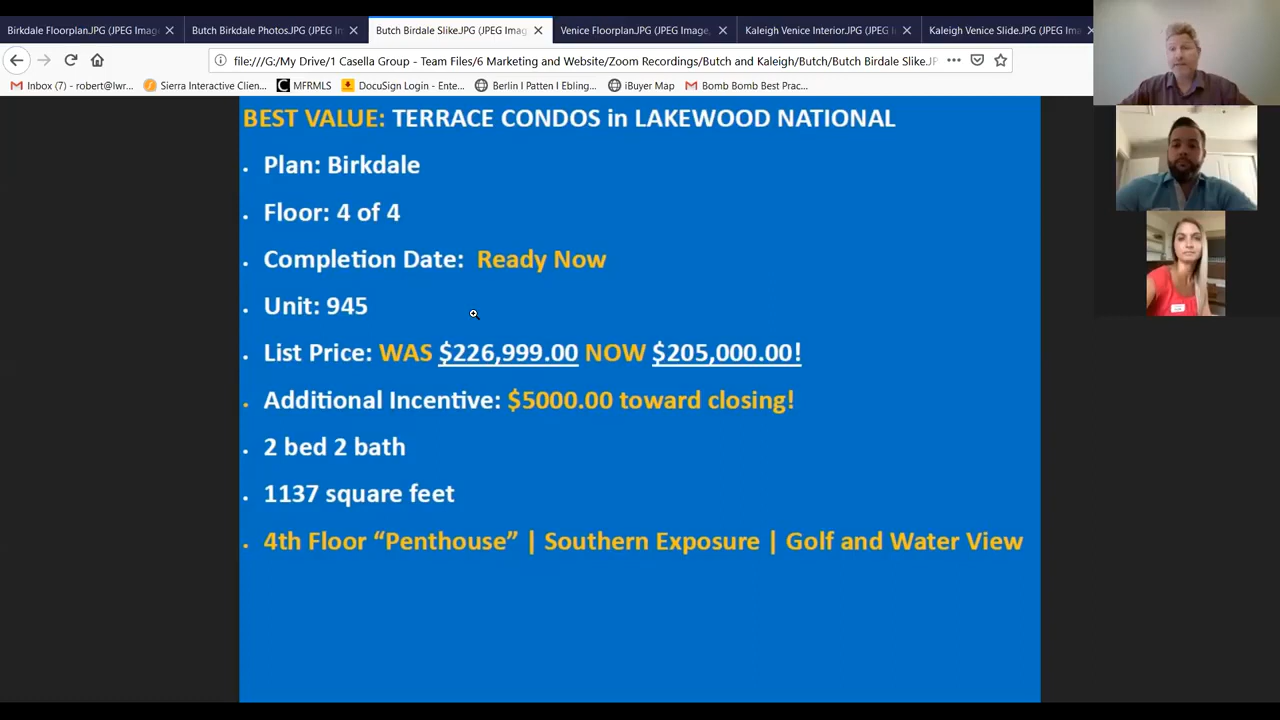 Birkdale Floorplan.JPG (JPEG Imag
Butch Birkdale Photos.JPG (JPEG I
Butch Birdale Slike.JPG (JPEG Imag
Venice Floorplan.JPG (JPEG Image,
Kaleigh Venice Interior.JPG (JPEG I
Kaleigh Venice Slide.JPG (JPEG Ima
file:///G:/My Drive/1 Casella Group - Team Files/6 Marketing and Website/Zoom Recordings/Butch and Kaleigh/Butch/Butch Birdale Slike.JP
Inbox (7) - robert@lwr...
Sierra Interactive Clien...
MFRMLS
DocuSign Login - Ente...
Berlin I Patten I Ebling...
iBuyer Map
Bomb Bomb Best Prac...
BEST VALUE: TERRACE CONDOS in LAKEWOOD NATIONAL
• Plan: Birkdale
• Floor: 4 of 4
• Completion Date: Ready Now
• Unit: 945
• List Price: WAS $226,999.00 NOW $205,000.00!
• Additional Incentive: $5000.00 toward closing!
• 2 bed 2 bath
• 1137 square feet
• 4th Floor “Penthouse” | Southern Exposure | Golf and Water View